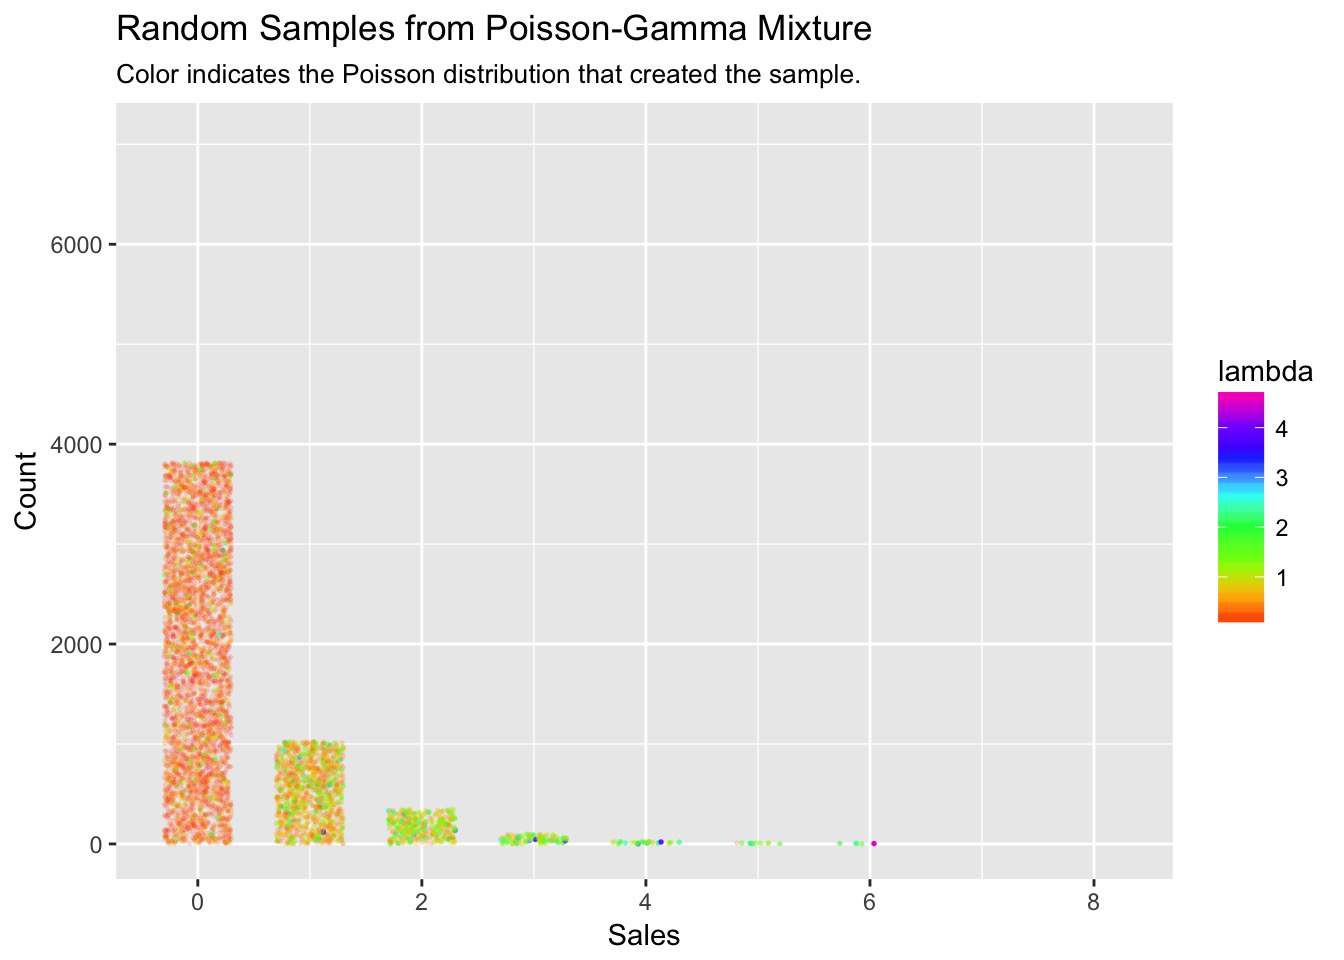 Random Samples from Poisson-Gamma Mixture
Color indicates the Poisson distribution that created the sample.
Count
6000
4000
2000
0
0 2 4 6 8
Sales
lambda
4
3
2
1